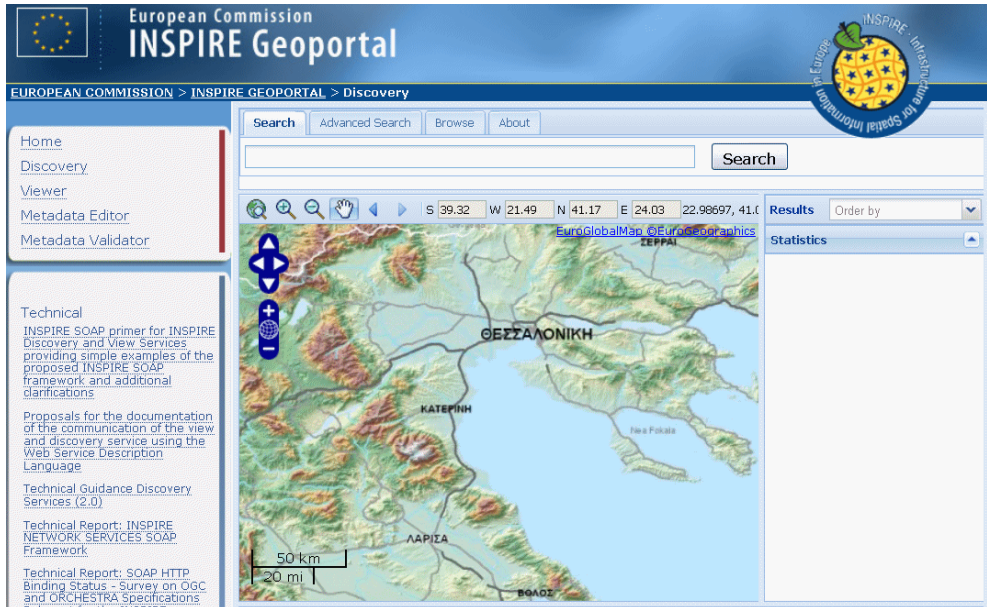 European Commission
INSPIRE Geoportal
INSPIRE - Infrastructure for Spatial Information in Europe
EUROPEAN COMMISSION > INSPIRE GEOPORTAL > Discovery
Search
Advanced Search
Browse
About
Search
Home
Discovery
Viewer
Metadata Editor
Metadata Validator
S 39.32 W 21.49 N 41.17 E 24.03 22.98697, 41.0
Results
Order by
Statistics
EuroGlobalMap ©EuroGeographics
ΣΕΡΡΑΙ
ΘΕΣΣΑΛΟΝΙΚΗ
ΚΑΤΕΡΙΝΗ
Nea Fokaia
ΛΑΡΙΣΑ
ΒΟΛΟΣ
50 km
20 mi
Technical
INSPIRE SOAP primer for INSPIRE
Discovery and View Services
providing simple examples of the
proposed INSPIRE SOAP
framework and additional
clarifications
Proposals for the documentation
of the communication of the view
and discovery service using the
Web Service Description
Language
Technical Guidance Discovery
Services (2.0)
Technical Report: INSPIRE
NETWORK SERVICES SOAP
Framework
Technical Report: SOAP HTTP
Binding Status - Survey on OGC
and ORCHESTRA Specifications